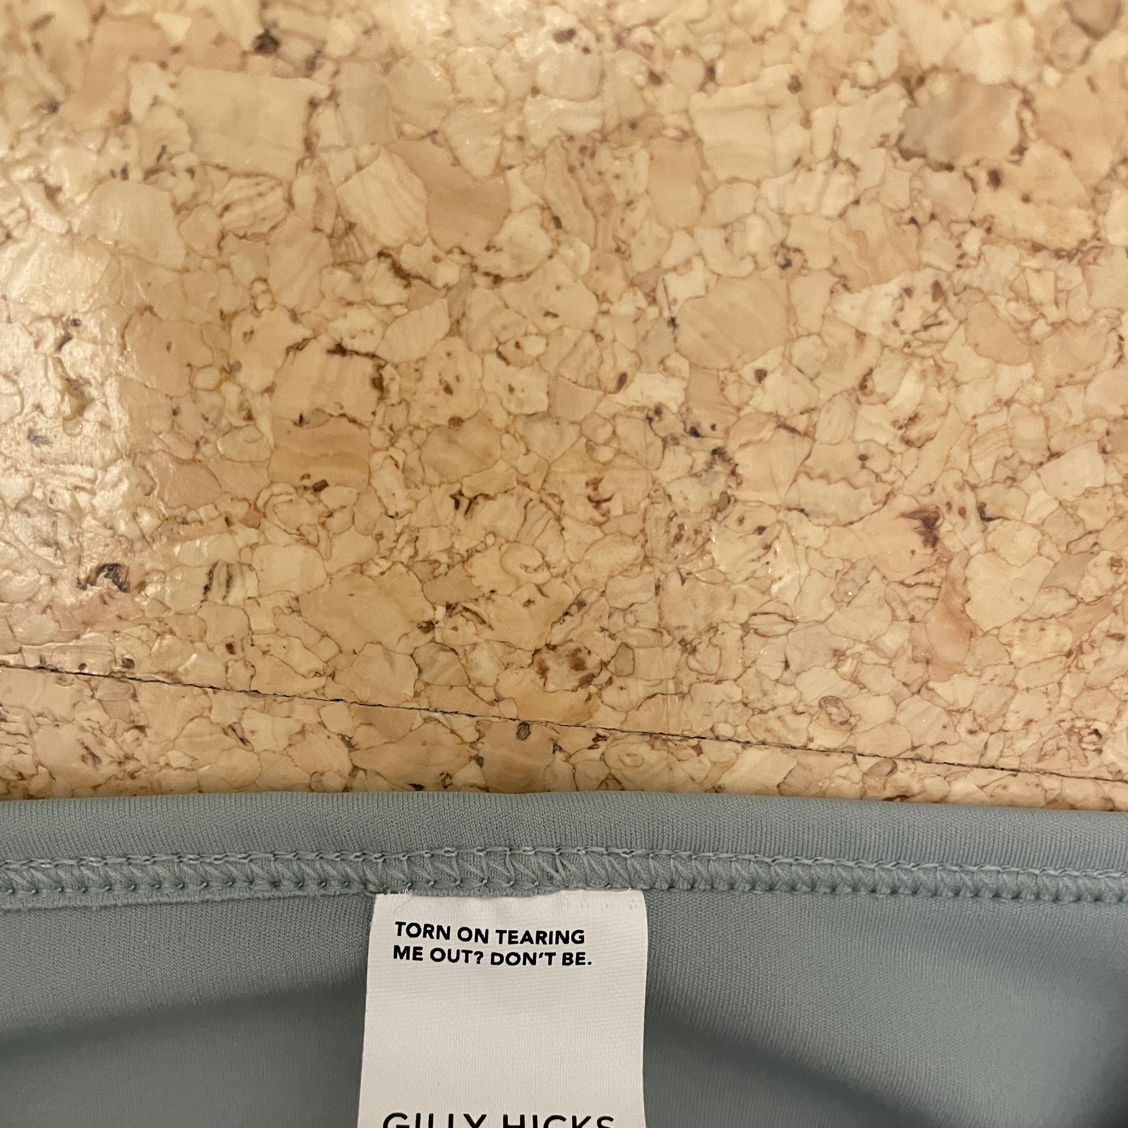 TORN ON TEARING
ME OUT? DON'T BE.
GILLY HICKS